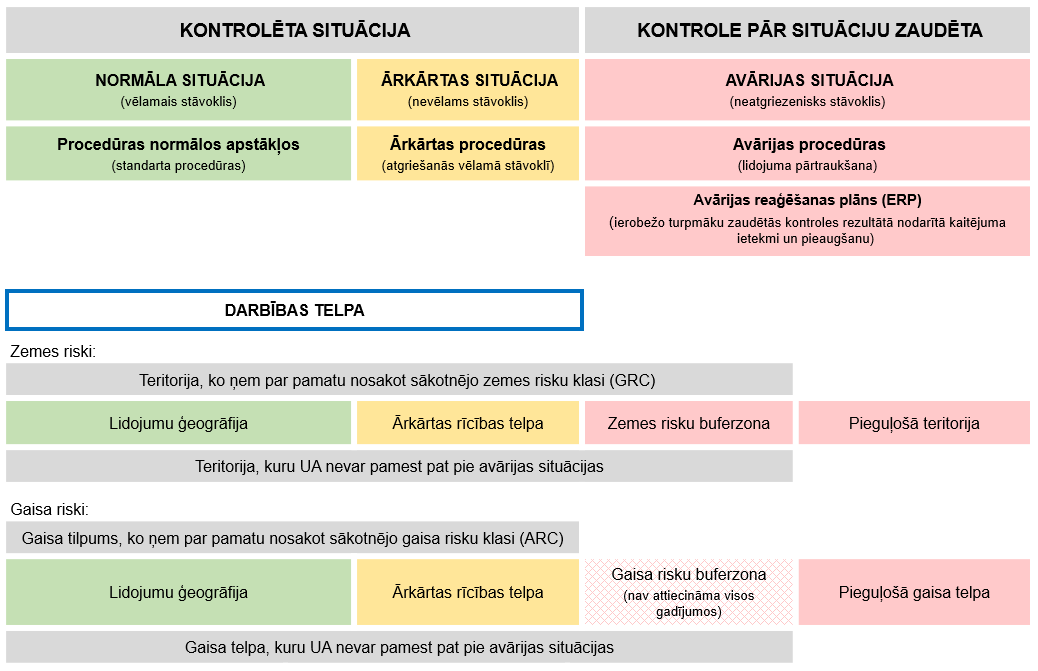 KONTROLĒTA SITUĀCIJA
KONTROLE PĀR SITUĀCIJU ZAUDĒTA
NORMĀLA SITUĀCIJA
(vēlamais stāvoklis)
ĀRKĀRTAS SITUĀCIJA
(nevēlams stāvoklis)
AVĀRIJAS SITUĀCIJA
(neatgriezenisks stāvoklis)
Procedūras normālos apstākļos
(standarta procedūras)
Ārkārtas procedūras
(atgriešanās vēlamā stāvoklī)
Avārijas procedūras
(lidojuma pārtraukšana)
Avārijas reaģēšanas plāns (ERP)
(ierobežo turpmāku zaudētās kontroles rezultātā nodarītā kaitējuma
ietekmi un pieaugšanu)
DARBĪBAS TELPA
Zemes riski:
Teritorija, ko ņem par pamatu nosakot sākotnējo zemes risku klasi (GRC)
Lidojumu ģeogrāfija
Ārkārtas rīcības telpa
Zemes risku buferzona
Pieguļošā teritorija
Teritorija, kuru UA nevar pamest pat pie avārijas situācijas
Gaisa riski:
Gaisa tilpums, ko ņem par pamatu nosakot sākotnējo gaisa risku klasi (ARC)
Lidojumu ģeogrāfija
Ārkārtas rīcības telpa
Gaisa risku buferzona
(nav attiecināma visos
gadījumos)
Pieguļošā gaisa telpa
Gaisa telpa, kuru UA nevar pamest pat pie avārijas situācijas